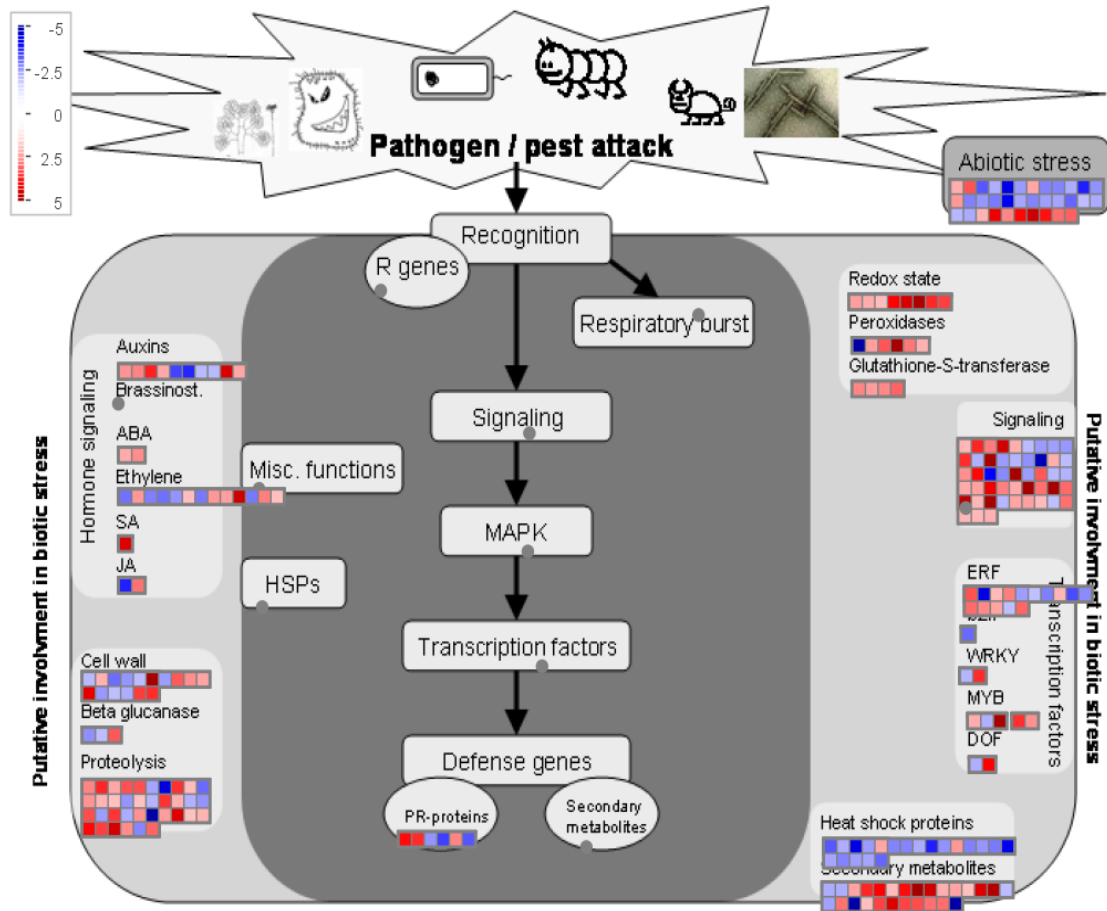 -5
-2.5
0
2.5
5
Pathogen / pest attack
Abiotic stress
Recognition
R genes
Respiratory burst
Redox state
Peroxidases
Glutathione-S-transferase
Hormone signaling
Auxins
Brassinost.
ABA
Ethylene
SA
JA
Signaling
Misc. functions
MAPK
HSPs
Transcription factors
Defense genes
PR-proteins
Secondary
metabolites
Putative involvment in biotic stress
Cell wall
Beta glucanase
Proteolysis
Signaling
Putative involvment in biotic stress
ERF
WRKY
MYB
DOF
Transcription factors
Heat shock proteins
Secondary metabolites